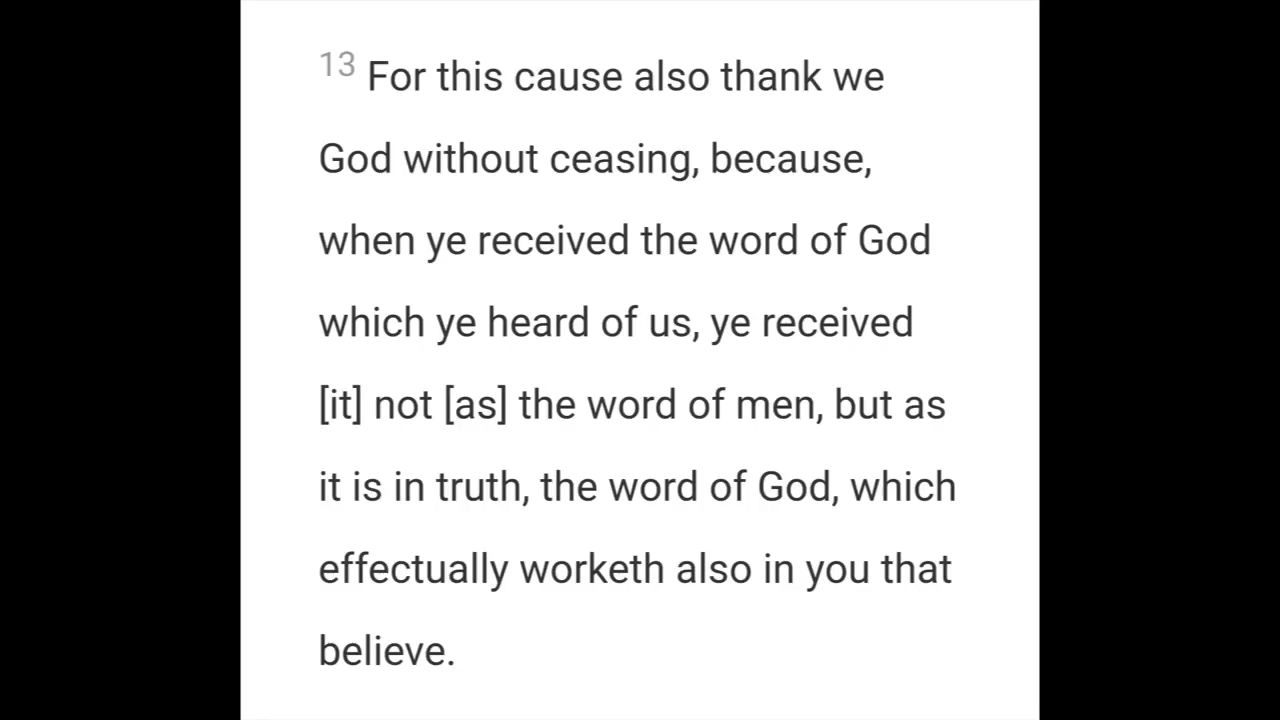 13 For this cause also thank we
God without ceasing, because,
when ye received the word of God
which ye heard of us, ye received
[it] not [as] the word of men, but as
it is in truth, the word of God, which
effectually worketh also in you that
believe.